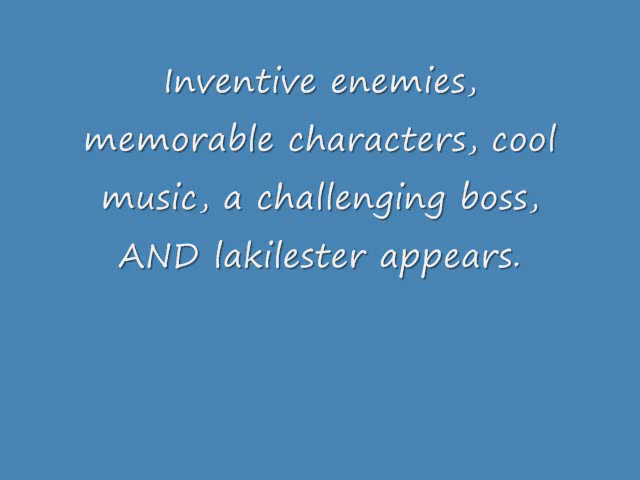 Inventive enemies,
memorable characters, cool
music, a challenging boss,
AND lakilester appears.